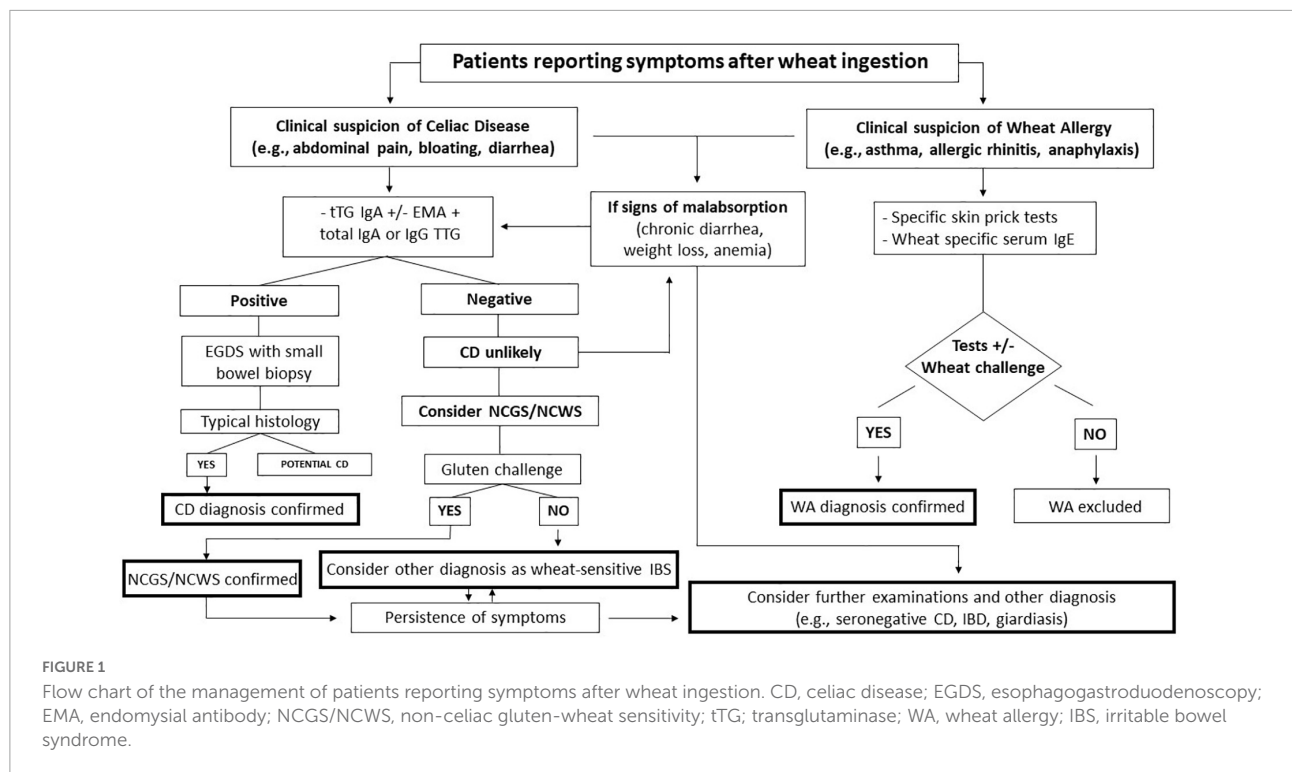 Patients reporting symptoms after wheat ingestion
Clinical suspicion of Celiac Disease
(e.g., abdominal pain, bloating, diarrhea)
Clinical suspicion of Wheat Allergy
(e.g., asthma, allergic rhinitis, anaphylaxis)
- tTG IgA +/- EMA +
total IgA or IgG TTG
If signs of malabsorption
(chronic diarrhea,
weight loss, anemia)
- Specific skin prick tests
- Wheat specific serum IgE
Positive
Negative
EGDS with small
bowel biopsy
CD unlikely
Tests +/-
Wheat challenge
Typical histology
Consider NCGS/NCWS
YES
POTENTIAL CD
Gluten challenge
YES
NO
CD diagnosis confirmed
YES
NO
WA diagnosis confirmed
WA excluded
NCGS/NCWS confirmed
Consider other diagnosis as wheat-sensitive IBS
Persistence of symptoms
Consider further examinations and other diagnosis
(e.g., seronegative CD, IBD, giardiasis)
FIGURE 1
Flow chart of the management of patients reporting symptoms after wheat ingestion. CD, celiac disease; EGDS, esophagogastroduodenoscopy;
EMA, endomysial antibody; NCGS/NCWS, non-celiac gluten-wheat sensitivity; tTG; transglutaminase; WA, wheat allergy; IBS, irritable bowel
syndrome.